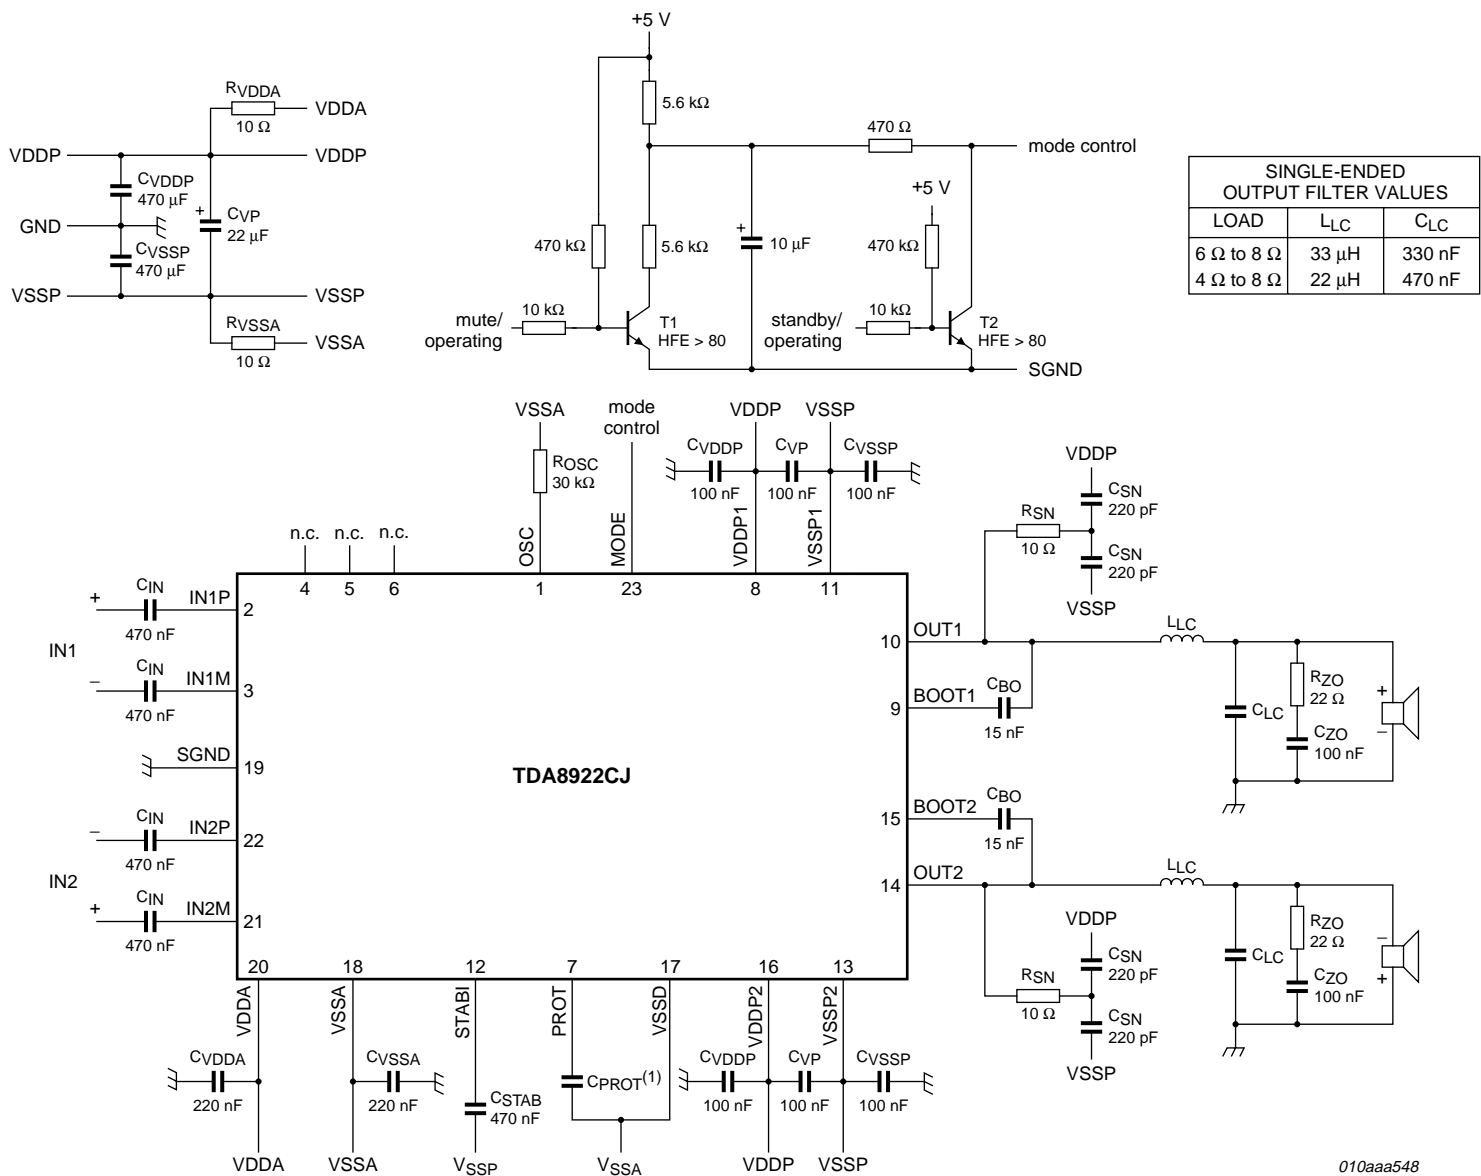 +5 V
RVDDA
10 Ω
VDDA
VDDP
VDDP
CVDDP
470 μF
GND
+
CVP
22 μF
CVSSP
470 μF
VSSP
VSSP
RVSSA
10 Ω
VSSA
5.6 kΩ
470 Ω
mode control
470 kΩ
5.6 kΩ
+
10 μF
+5 V
470 kΩ
mute/
operating
10 kΩ
T1
HFE > 80
standby/
operating
10 kΩ
T2
HFE > 80
SGND
SINGLE-ENDED
OUTPUT FILTER VALUES
LOAD LLC CLC
6 Ω to 8 Ω 33 μH 330 nF
4 Ω to 8 Ω 22 μH 470 nF
VSSA
ROSC
30 kΩ
OSC
1
mode
control
MODE
23
VDDP
VSSP
CVDDP
100 nF
CVP
100 nF
CVSSP
100 nF
VDDP1
8
VSSP1
11
n.c.
n.c.
n.c.
4
5
6
IN1
+
CIN
470 nF
IN1P
2
−
CIN
470 nF
IN1M
3
SGND
19
IN2
−
CIN
470 nF
IN2P
22
+
CIN
470 nF
IN2M
21
TDA8922CJ
VDDP
CSN
220 pF
RSN
10 Ω
CSN
220 pF
VSSP
10
OUT1
LLC
9
BOOT1
CBO
15 nF
CLC
RZO
22 Ω
CZO
100 nF
+
−
15
BOOT2
CBO
15 nF
14
OUT2
LLC
CLC
RZO
22 Ω
CZO
100 nF
−
+
VDDP
CSN
220 pF
RSN
10 Ω
CSN
220 pF
VSSP
20
18
12
7
17
16
13
VDDA
VSSA
STABI
PROT
VSSD
VDDP2
VSSP2
CVDDA
220 nF
CVSSA
220 nF
CSTAB
470 nF
CPROT(1)
CVDDP
100 nF
CVP
100 nF
CVSSP
100 nF
VDDA
VSSA
VSSP
VSSA
VDDP
VSSP
010aaa548